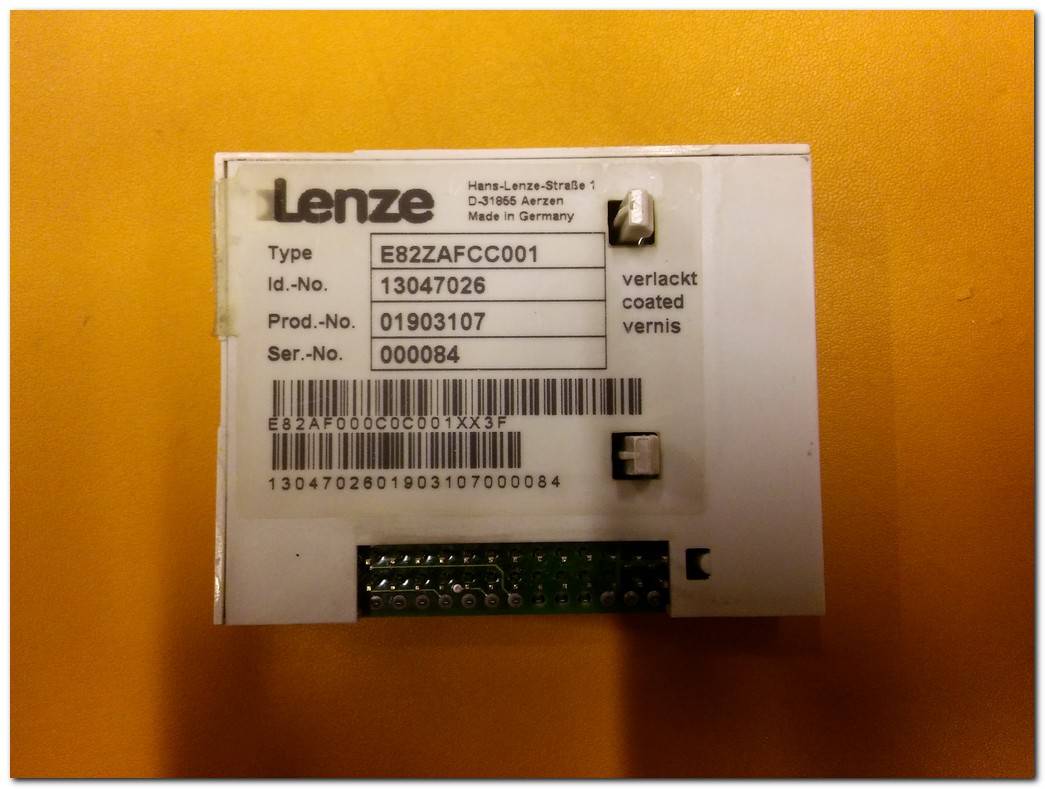 Lenze
Hans-Lenze-Straße 1
D-31855 Aerzen
Made in Germany
Type E82ZAFCC001
Id.-No. 13047026
Prod.-No. 01903107
Ser.-No. 000084
verlackt
coated
vernis
E82AF000C0C001XX3F
1304702601903107000084